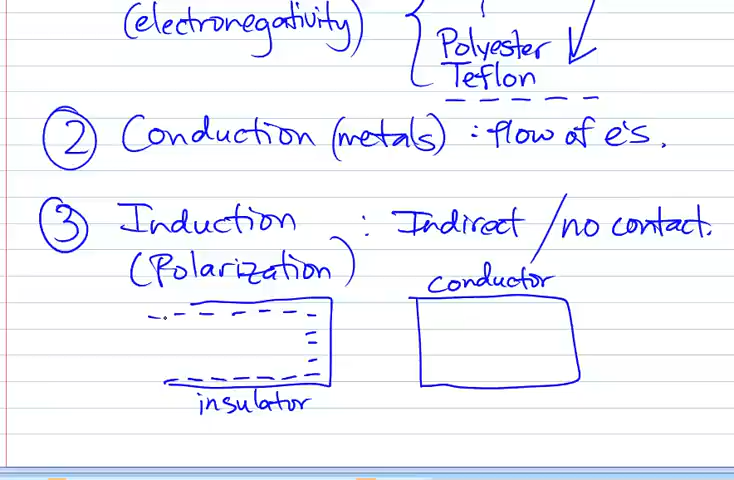 (electronegativity)
Polyester
Teflon
2 Conduction (metals) : flow of e's.
3 Induction : Indirect / no contact.
(Polarization)
conductor
insulator